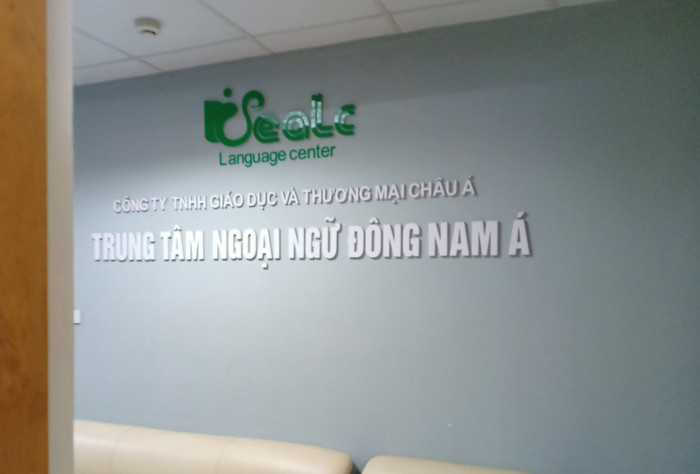 SeaLc
Language center
CÔNG TY TNHH GIÁO DỤC VÀ THƯƠNG MẠI CHÂU Á
TRUNG TÂM NGOẠI NGỮ ĐÔNG NAM Á